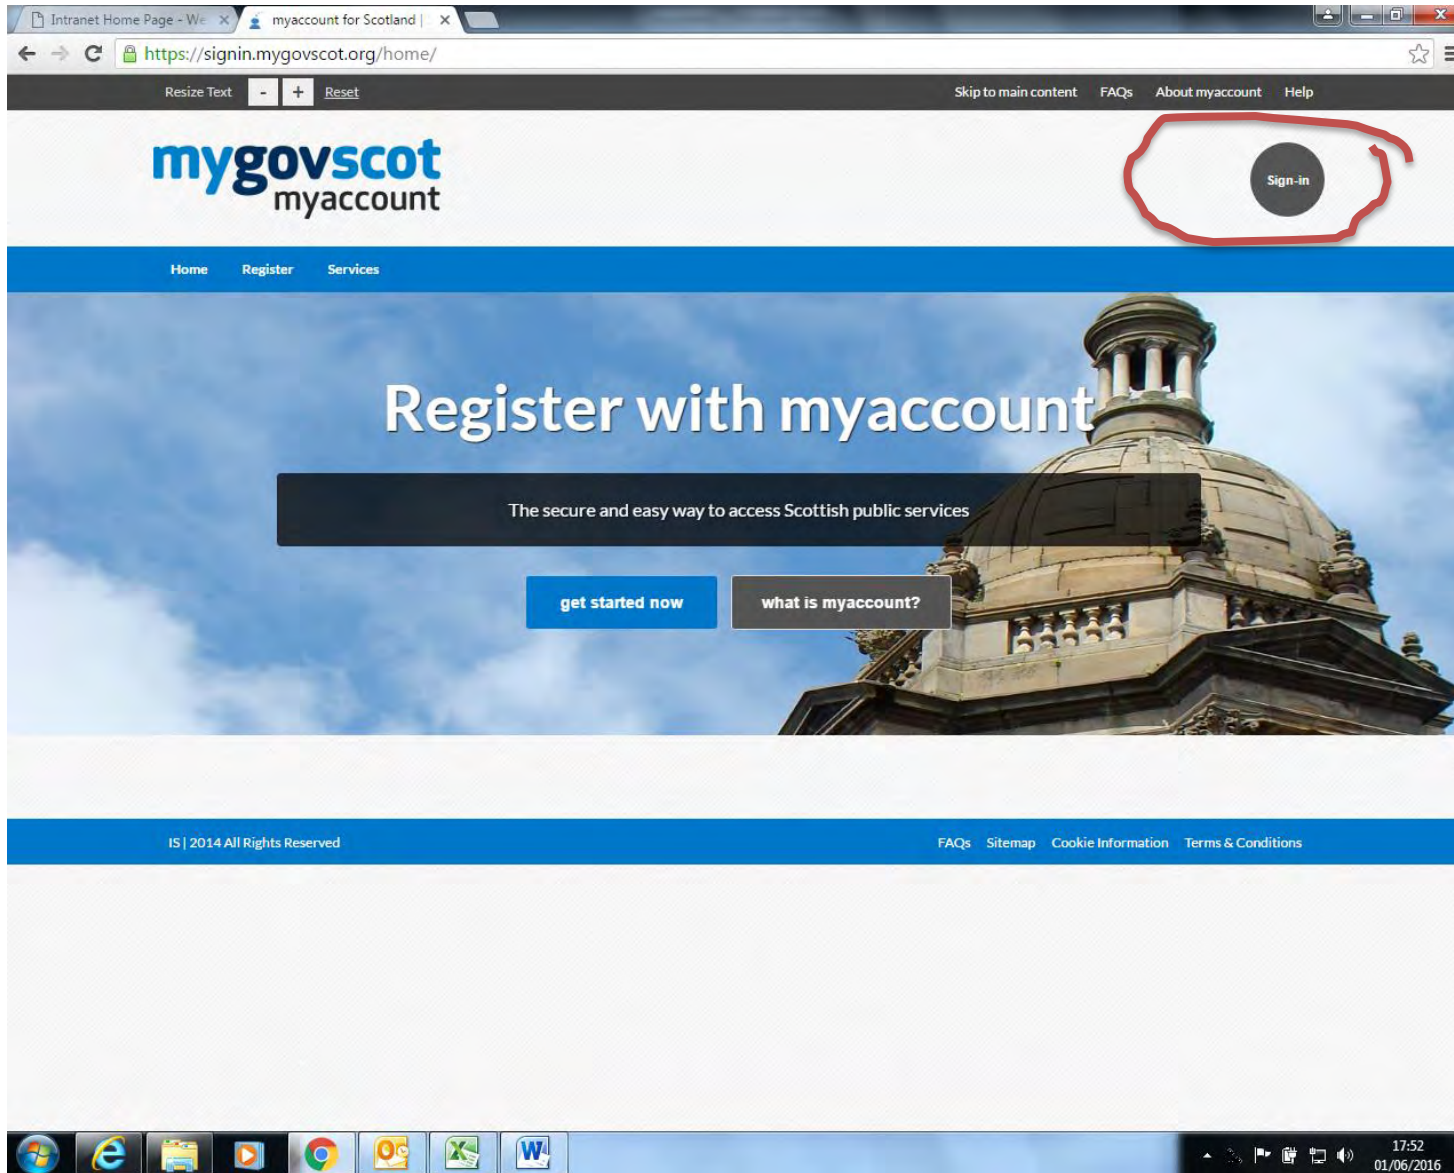 Intranet Home Page - We
myaccount for Scotland |
https://signin.mygovscot.org/home/
Resize Text - + Reset Skip to main content FAQs About myaccount Help
mygovscot
myaccount
Sign-in
Home Register Services
Register with myaccount
The secure and easy way to access Scottish public services
get started now what is myaccount?
IS | 2014 All Rights Reserved FAQs Sitemap Cookie Information Terms & Conditions
17:52
01/06/2016